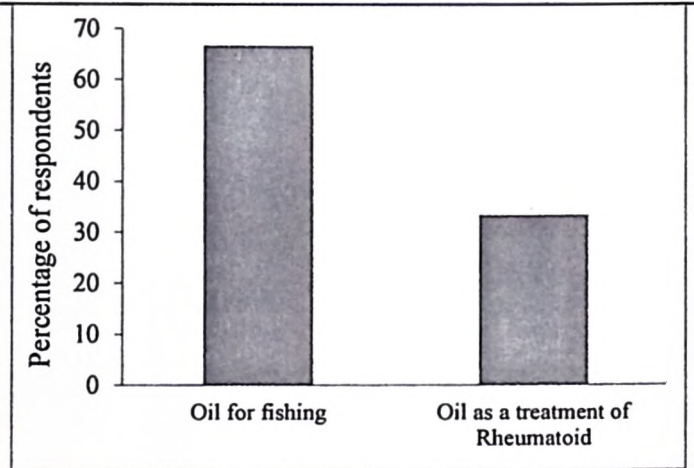 70
60
50
40
30
20
10
0
Percentage of respondents
Oil for fishing
Oil as a treatment of
Rheumatoid